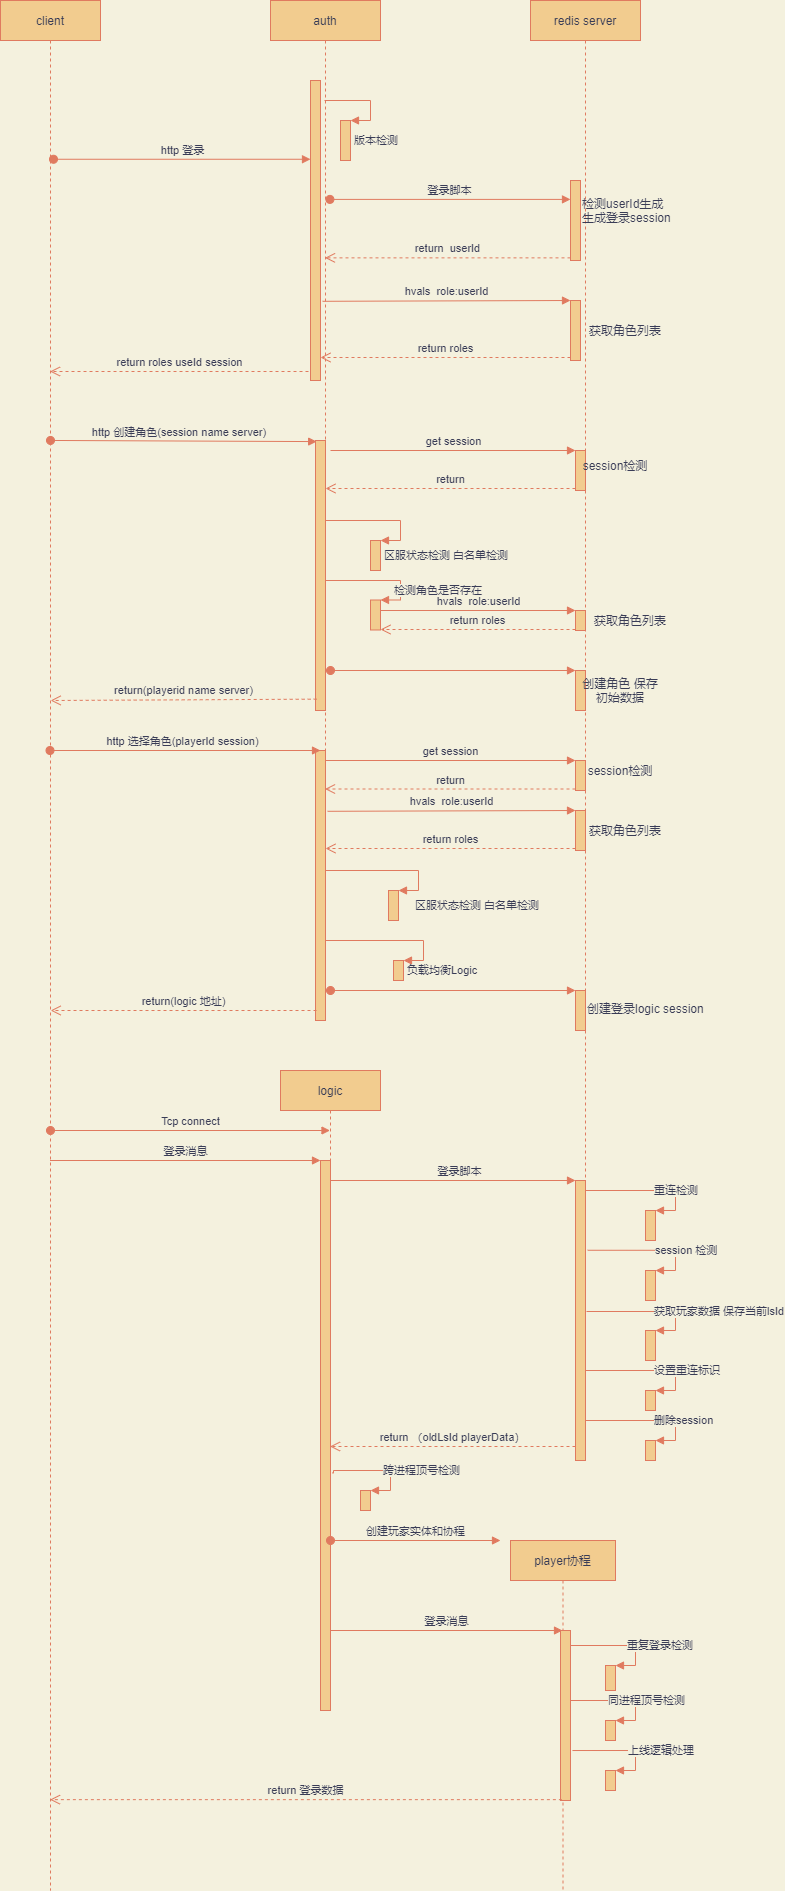 client
auth
redis server
版本检测
http 登录
登录脚本
检测userId生成
生成登录session
return  userId
hvals  role:userId
获取角色列表
return roles
return roles useId session
http 创建角色(session name server)
get session
session检测
return
区服状态检测 白名单检测
检测角色是否存在
hvals  role:userId
return roles
获取角色列表
创建角色 保存
初始数据
return(playerid name server)
http 选择角色(playerId session)
get session
session检测
return
hvals  role:userId
获取角色列表
return roles
区服状态检测 白名单检测
负载均衡Logic
return(logic 地址)
创建登录logic session
logic
Tcp connect
登录消息
登录脚本
重连检测
session 检测
获取玩家数据 保存当前lsId
设置重连标识
删除session
return （oldLsId playerData）
跨进程顶号检测
创建玩家实体和协程
player协程
登录消息
重复登录检测
同进程顶号检测
上线逻辑处理
return 登录数据